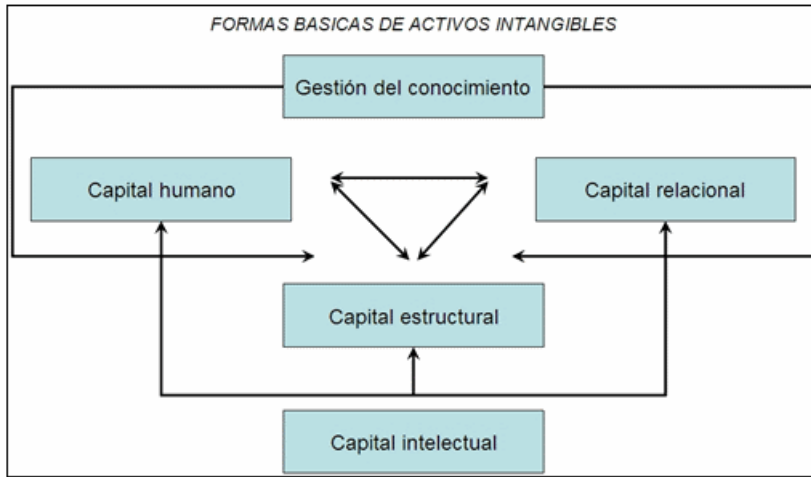 FORMAS BASICAS DE ACTIVOS INTANGIBLES
Gestión del conocimiento
Capital humano
Capital relacional
Capital estructural
Capital intelectual